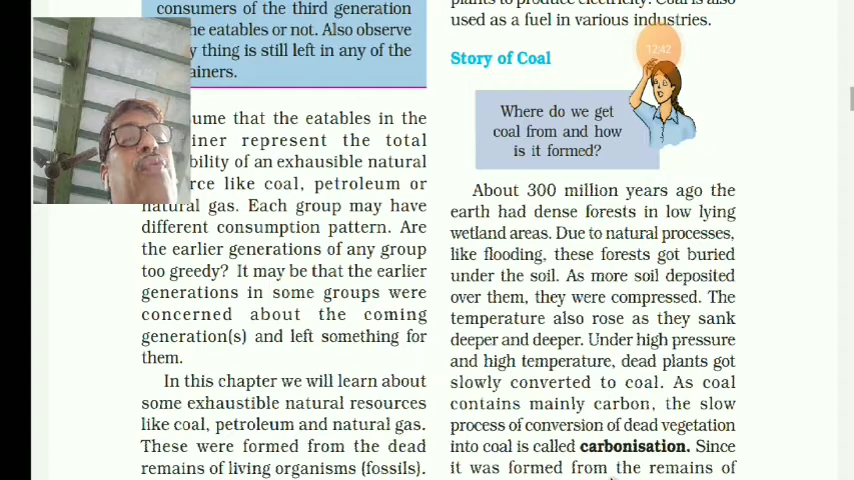 consumers of the third generation
ne eatables or not. Also observe
y thing is still left in any of the
ainers.
ume that the eatables in the
iner represent the total
bility of an exhausible natural
rce like coal, petroleum or
natural gas. Each group may have
different consumption pattern. Are
the earlier generations of any group
too greedy? It may be that the earlier
generations in some groups were
concerned about the coming
generation(s) and left something for
them.
In this chapter we will learn about
some exhaustible natural resources
like coal, petroleum and natural gas.
These were formed from the dead
remains of living organisms (fossils).
plants to produce electricity. Coal is also
used as a fuel in various industries.
Story of Coal
12:42
Where do we get
coal from and how
is it formed?
About 300 million years ago the
earth had dense forests in low lying
wetland areas. Due to natural processes,
like flooding, these forests got buried
under the soil. As more soil deposited
over them, they were compressed. The
temperature also rose as they sank
deeper and deeper. Under high pressure
and high temperature, dead plants got
slowly converted to coal. As coal
contains mainly carbon, the slow
process of conversion of dead vegetation
into coal is called carbonisation. Since
it was formed from the remains of